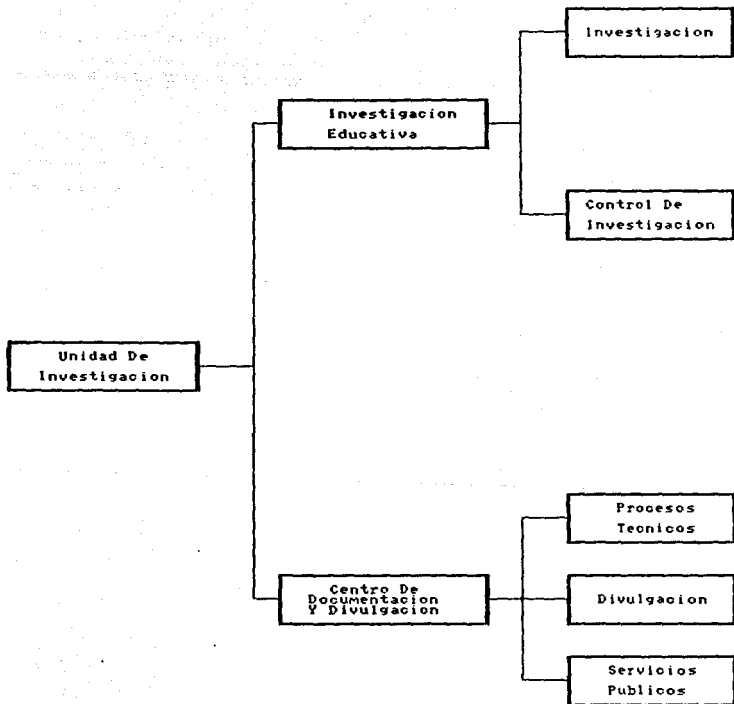 Investigacion
Investigacion
Educativa
Control De
Investigacion
Unidad De
Investigacion
Procesos
Tecnicos
Centro De
Documentacion
Y Divulgacion
Divulgacion
Servicios
Publicos